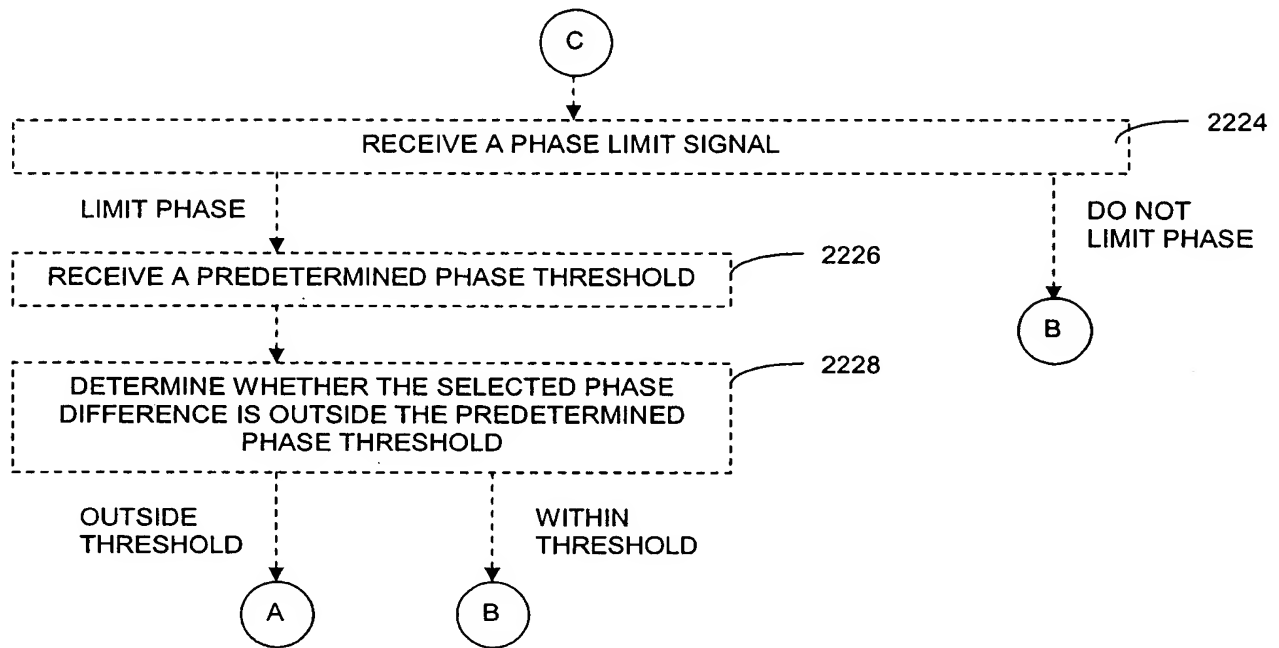 C
RECEIVE A PHASE LIMIT SIGNAL
2224
LIMIT PHASE
DO NOT
LIMIT PHASE
RECEIVE A PREDETERMINED PHASE THRESHOLD
2226
B
DETERMINE WHETHER THE SELECTED PHASE
DIFFERENCE IS OUTSIDE THE PREDETERMINED
PHASE THRESHOLD
2228
OUTSIDE
THRESHOLD
WITHIN
THRESHOLD
A
B